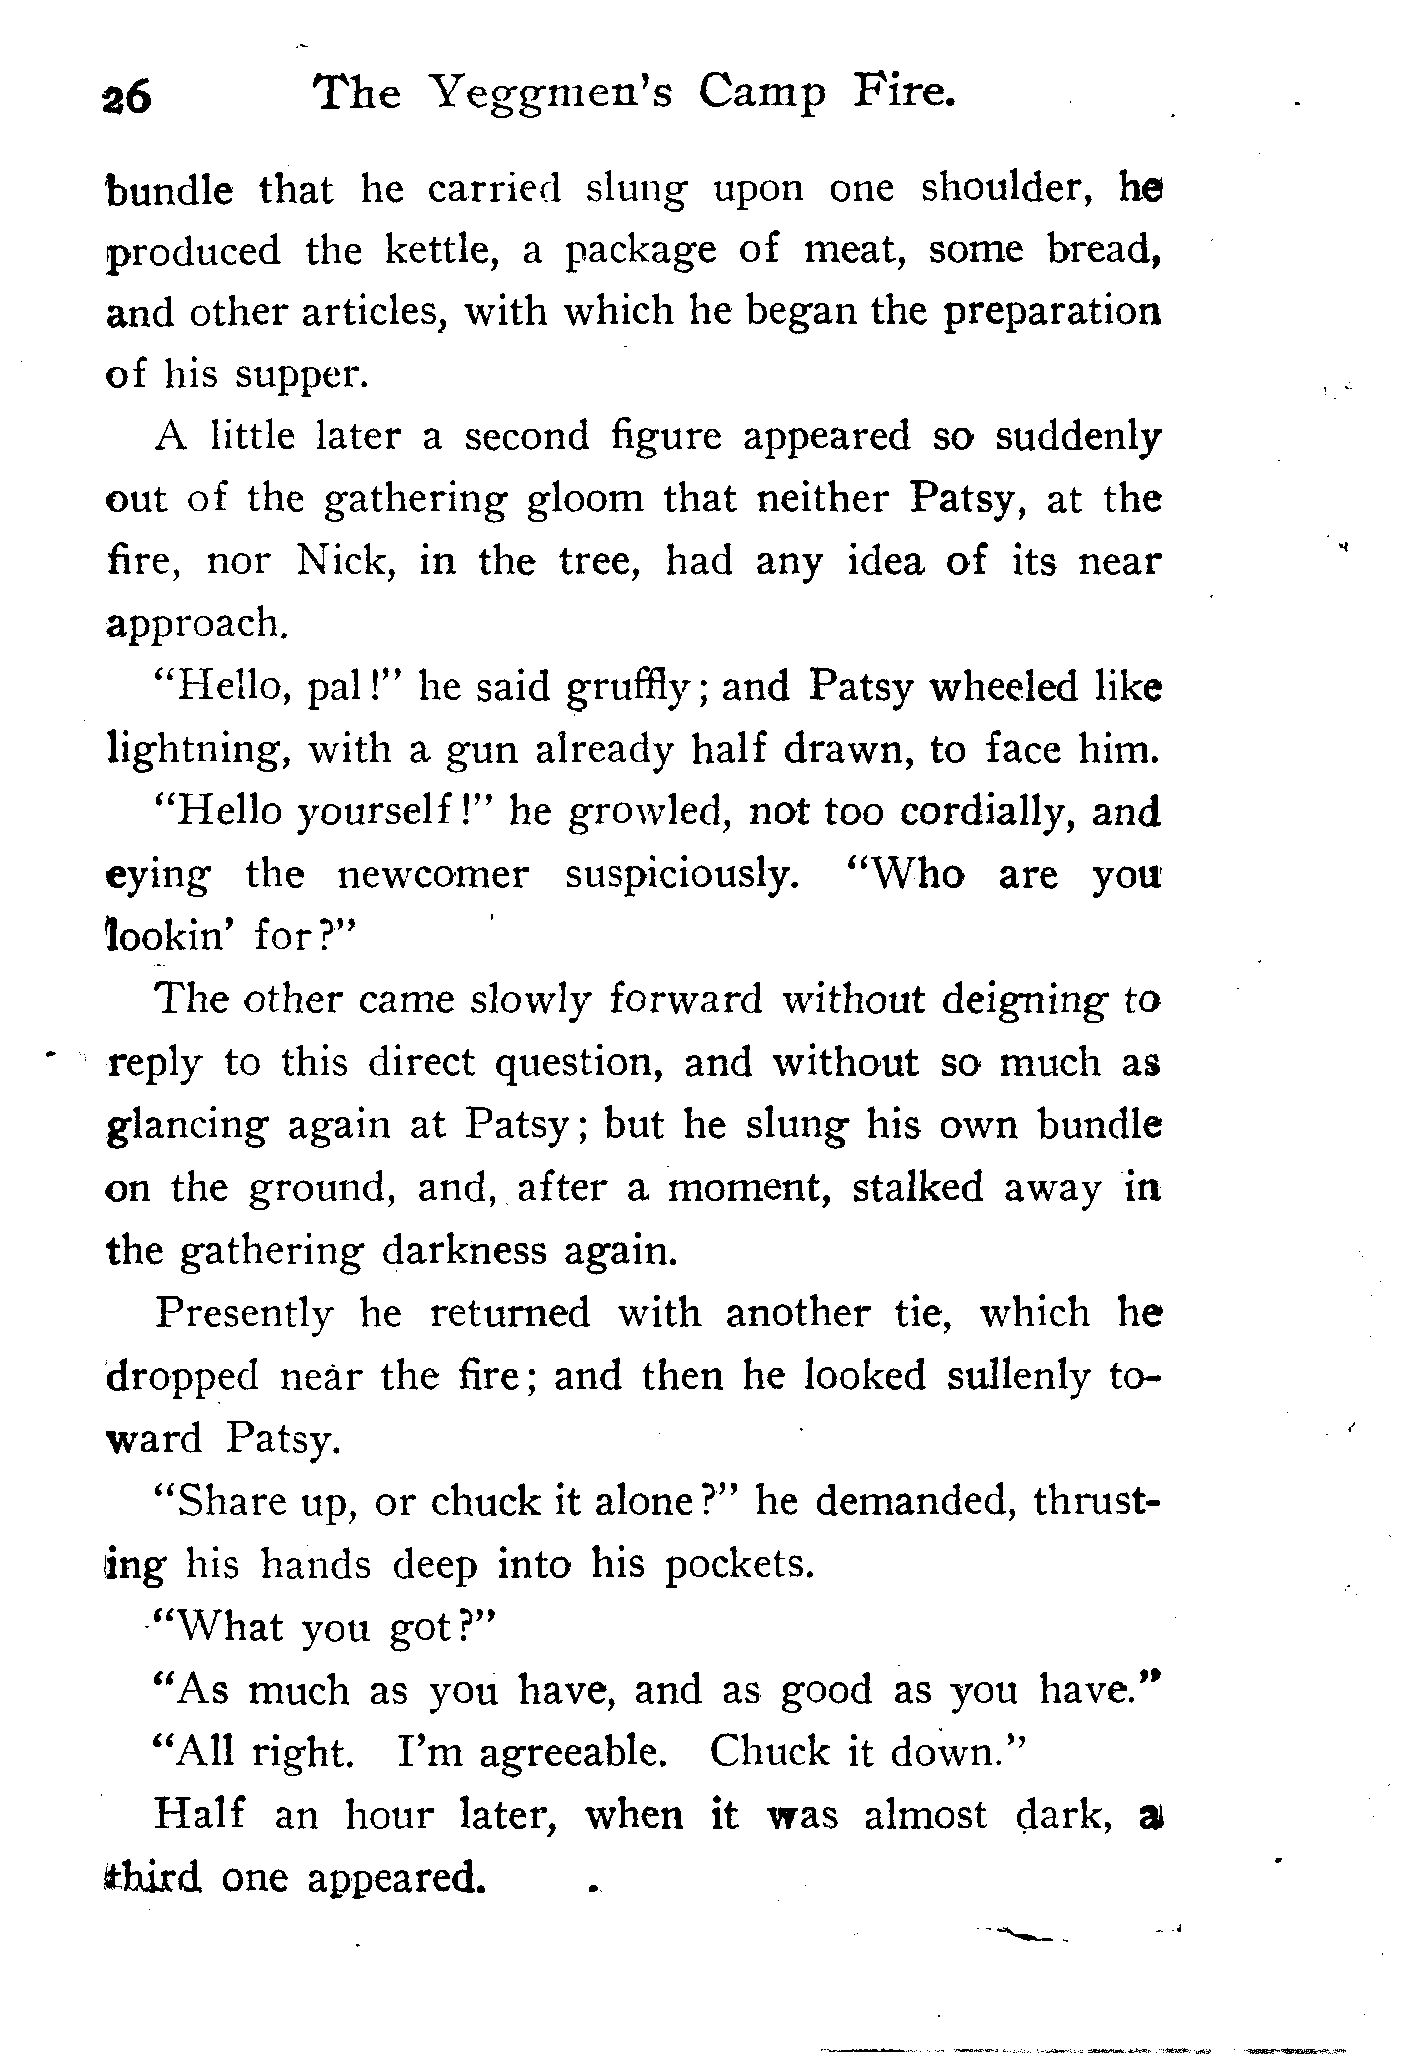 26 The Yeggmen's Camp Fire.
bundle that he carried slung upon one shoulder, he
produced the kettle, a package of meat, some bread,
and other articles, with which he began the preparation
of his supper.
A little later a second figure appeared so suddenly
out of the gathering gloom that neither Patsy, at the
fire, nor Nick, in the tree, had any idea of its near
approach.
“Hello, pal!” he said gruffly; and Patsy wheeled like
lightning, with a gun already half drawn, to face him.
“Hello yourself!” he growled, not too cordially, and
eying the newcomer suspiciously. “Who are you
lookin’ for?”
The other came slowly forward without deigning to
reply to this direct question, and without so much as
glancing again at Patsy; but he slung his own bundle
on the ground, and, after a moment, stalked away in
the gathering darkness again.
Presently he returned with another tie, which he
dropped near the fire; and then he looked sullenly to-
ward Patsy.
“Share up, or chuck it alone?” he demanded, thrust-
ing his hands deep into his pockets.
“What you got?”
“As much as you have, and as good as you have.”
“All right. I’m agreeable. Chuck it down.”
Half an hour later, when it was almost dark, a
third one appeared.